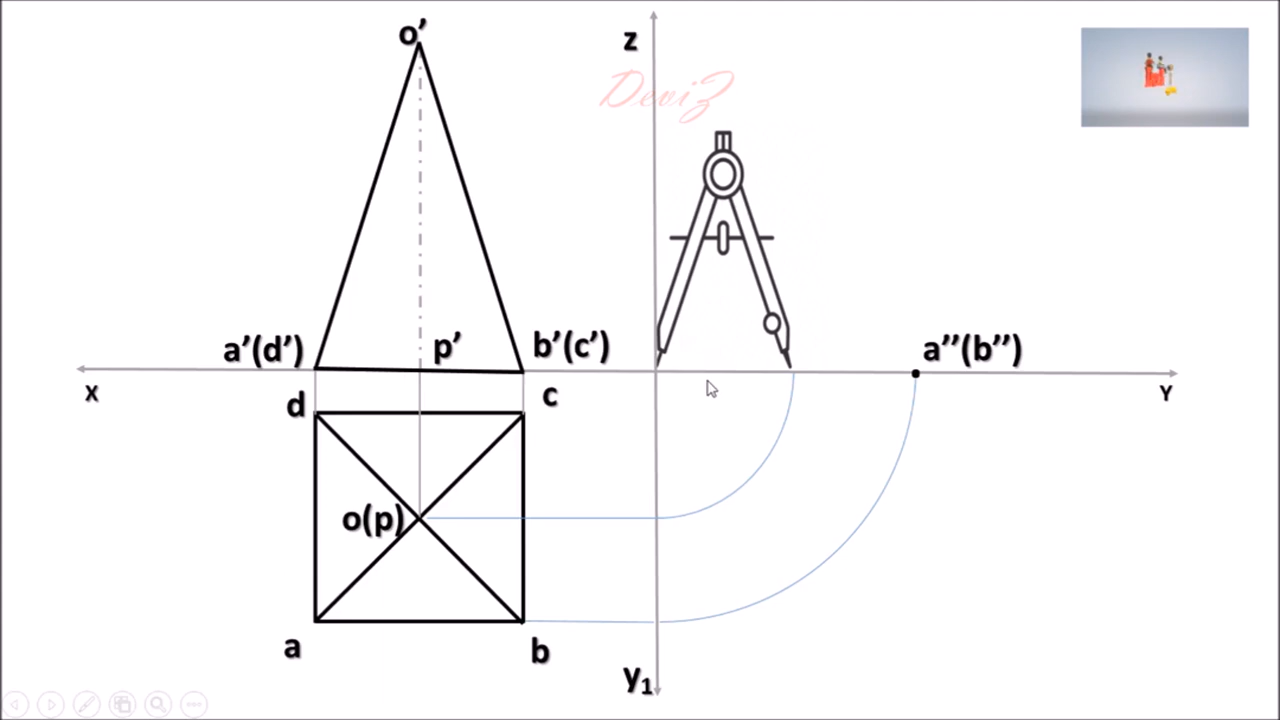 o’
z
DeviZ
a’(d’)
p’
b’(c’)
a’’(b’’)
x
Y
d
c
o(p)
a
b
y₁